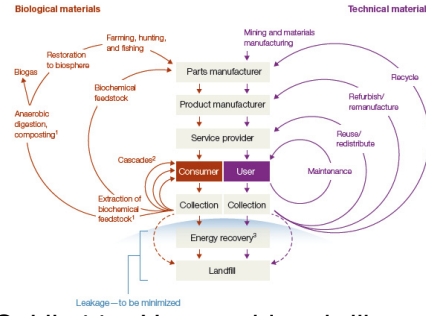 Biological materials
Technical material
Farming, hunting,
and fishing
Mining and materials
manufacturing
Restoration
to biosphere
Biogas
Parts manufacturer
Recycle
Biochemical
feedstock
Refurbish/
remanufacture
Product manufacturer
Anaerobic
digestion,
composting¹
Reuse/
redistribute
Service provider
Cascades²
Consumer
User
Maintenance
Extraction of
biochemical
feedstock¹
Collection
Collection
Energy recovery³
Landfill
Leakage—to be minimized